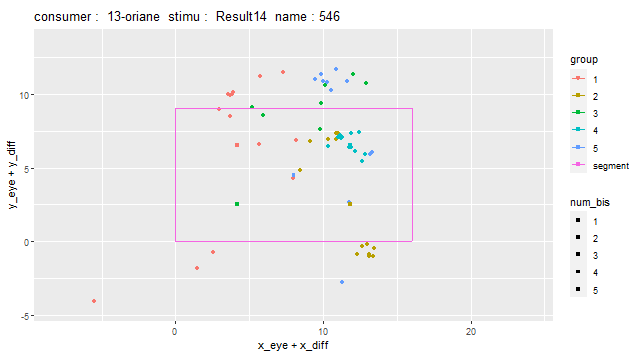 consumer : 13-oriane stimu : Result14 name : 546
y_eye + y_diff
10
5
0
-5
0
10
20
x_eye + x_diff
group
1
2
3
4
5
segment
num_bis
1
2
3
4
5